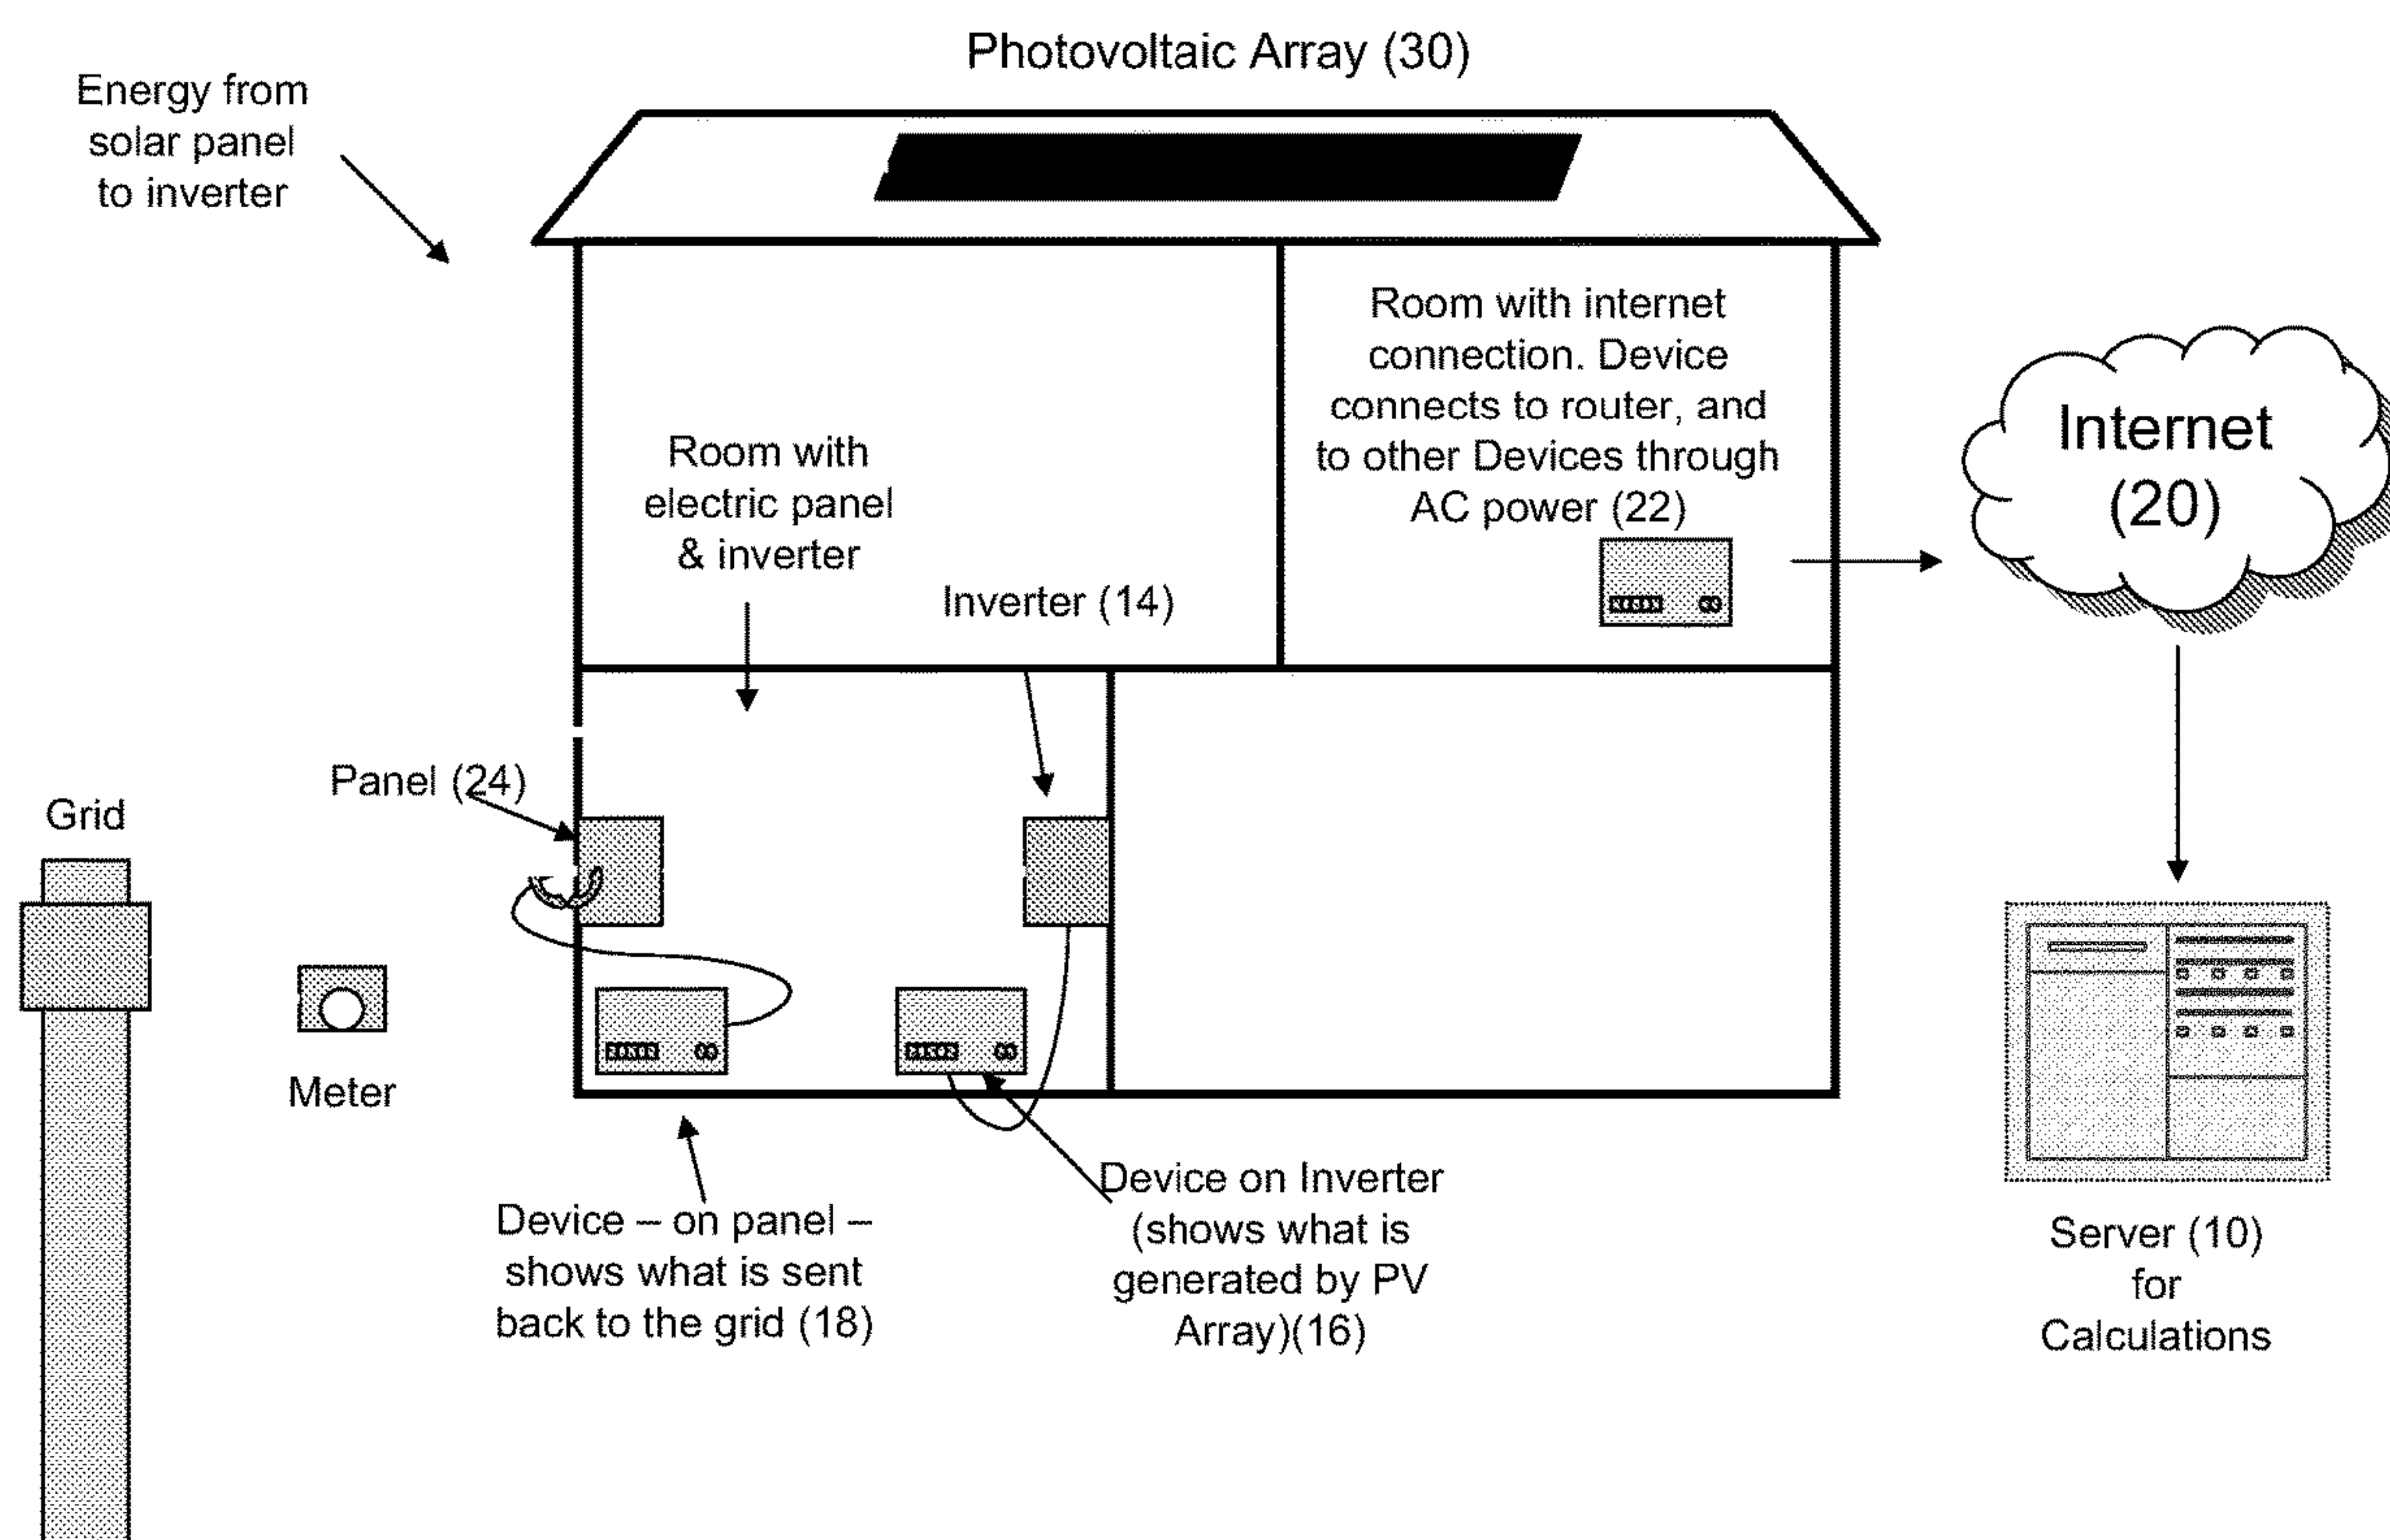 Photovoltaic Array (30)
Energy from
solar panel
to inverter
Room with internet
connection. Device
connects to router, and
to other Devices through
AC power (22)
Internet
(20)
Room with
electric panel
& inverter
Inverter (14)
Panel (24)
Grid
Meter
Device – on panel –
shows what is sent
back to the grid (18)
Device on Inverter
(shows what is
generated by PV
Array)(16)
Server (10)
for
Calculations